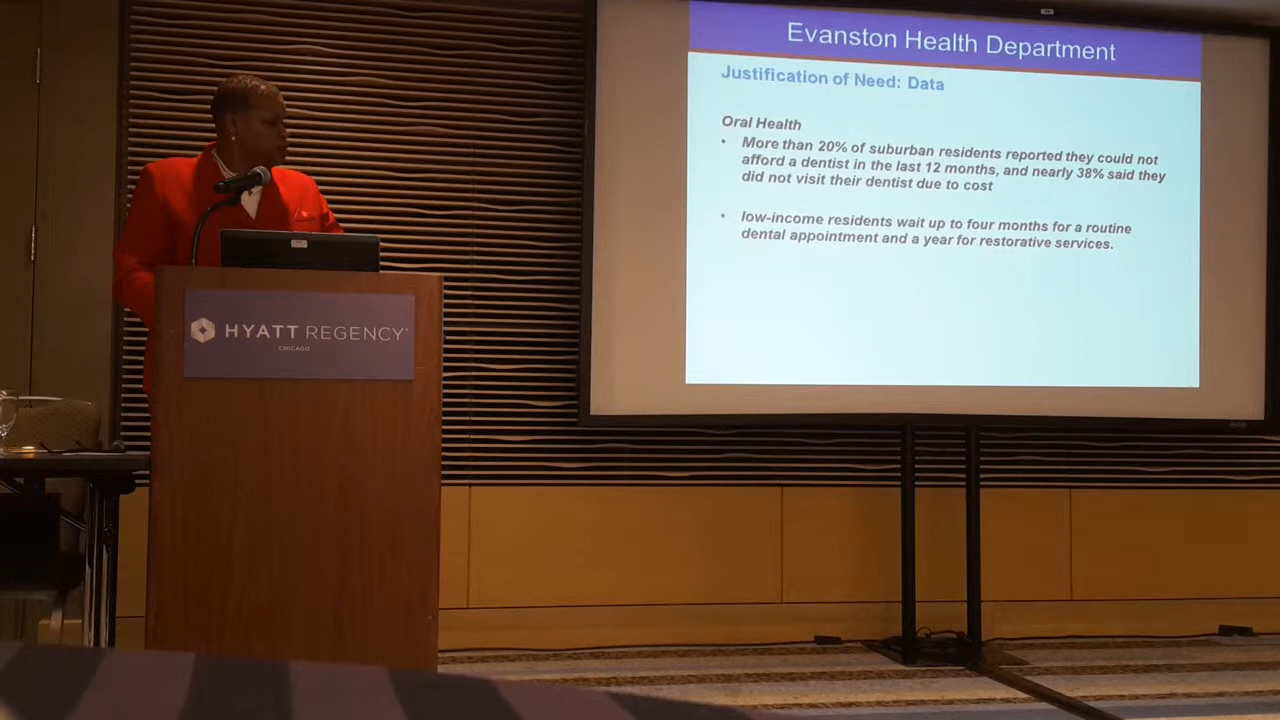 Evanston Health Department
Justification of Need: Data
Oral Health
• More than 20% of suburban residents reported they could not
afford a dentist in the last 12 months, and nearly 38% said they
did not visit their dentist due to cost
• low-income residents wait up to four months for a routine
dental appointment and a year for restorative services.
HYATT REGENCY
CHICAGO